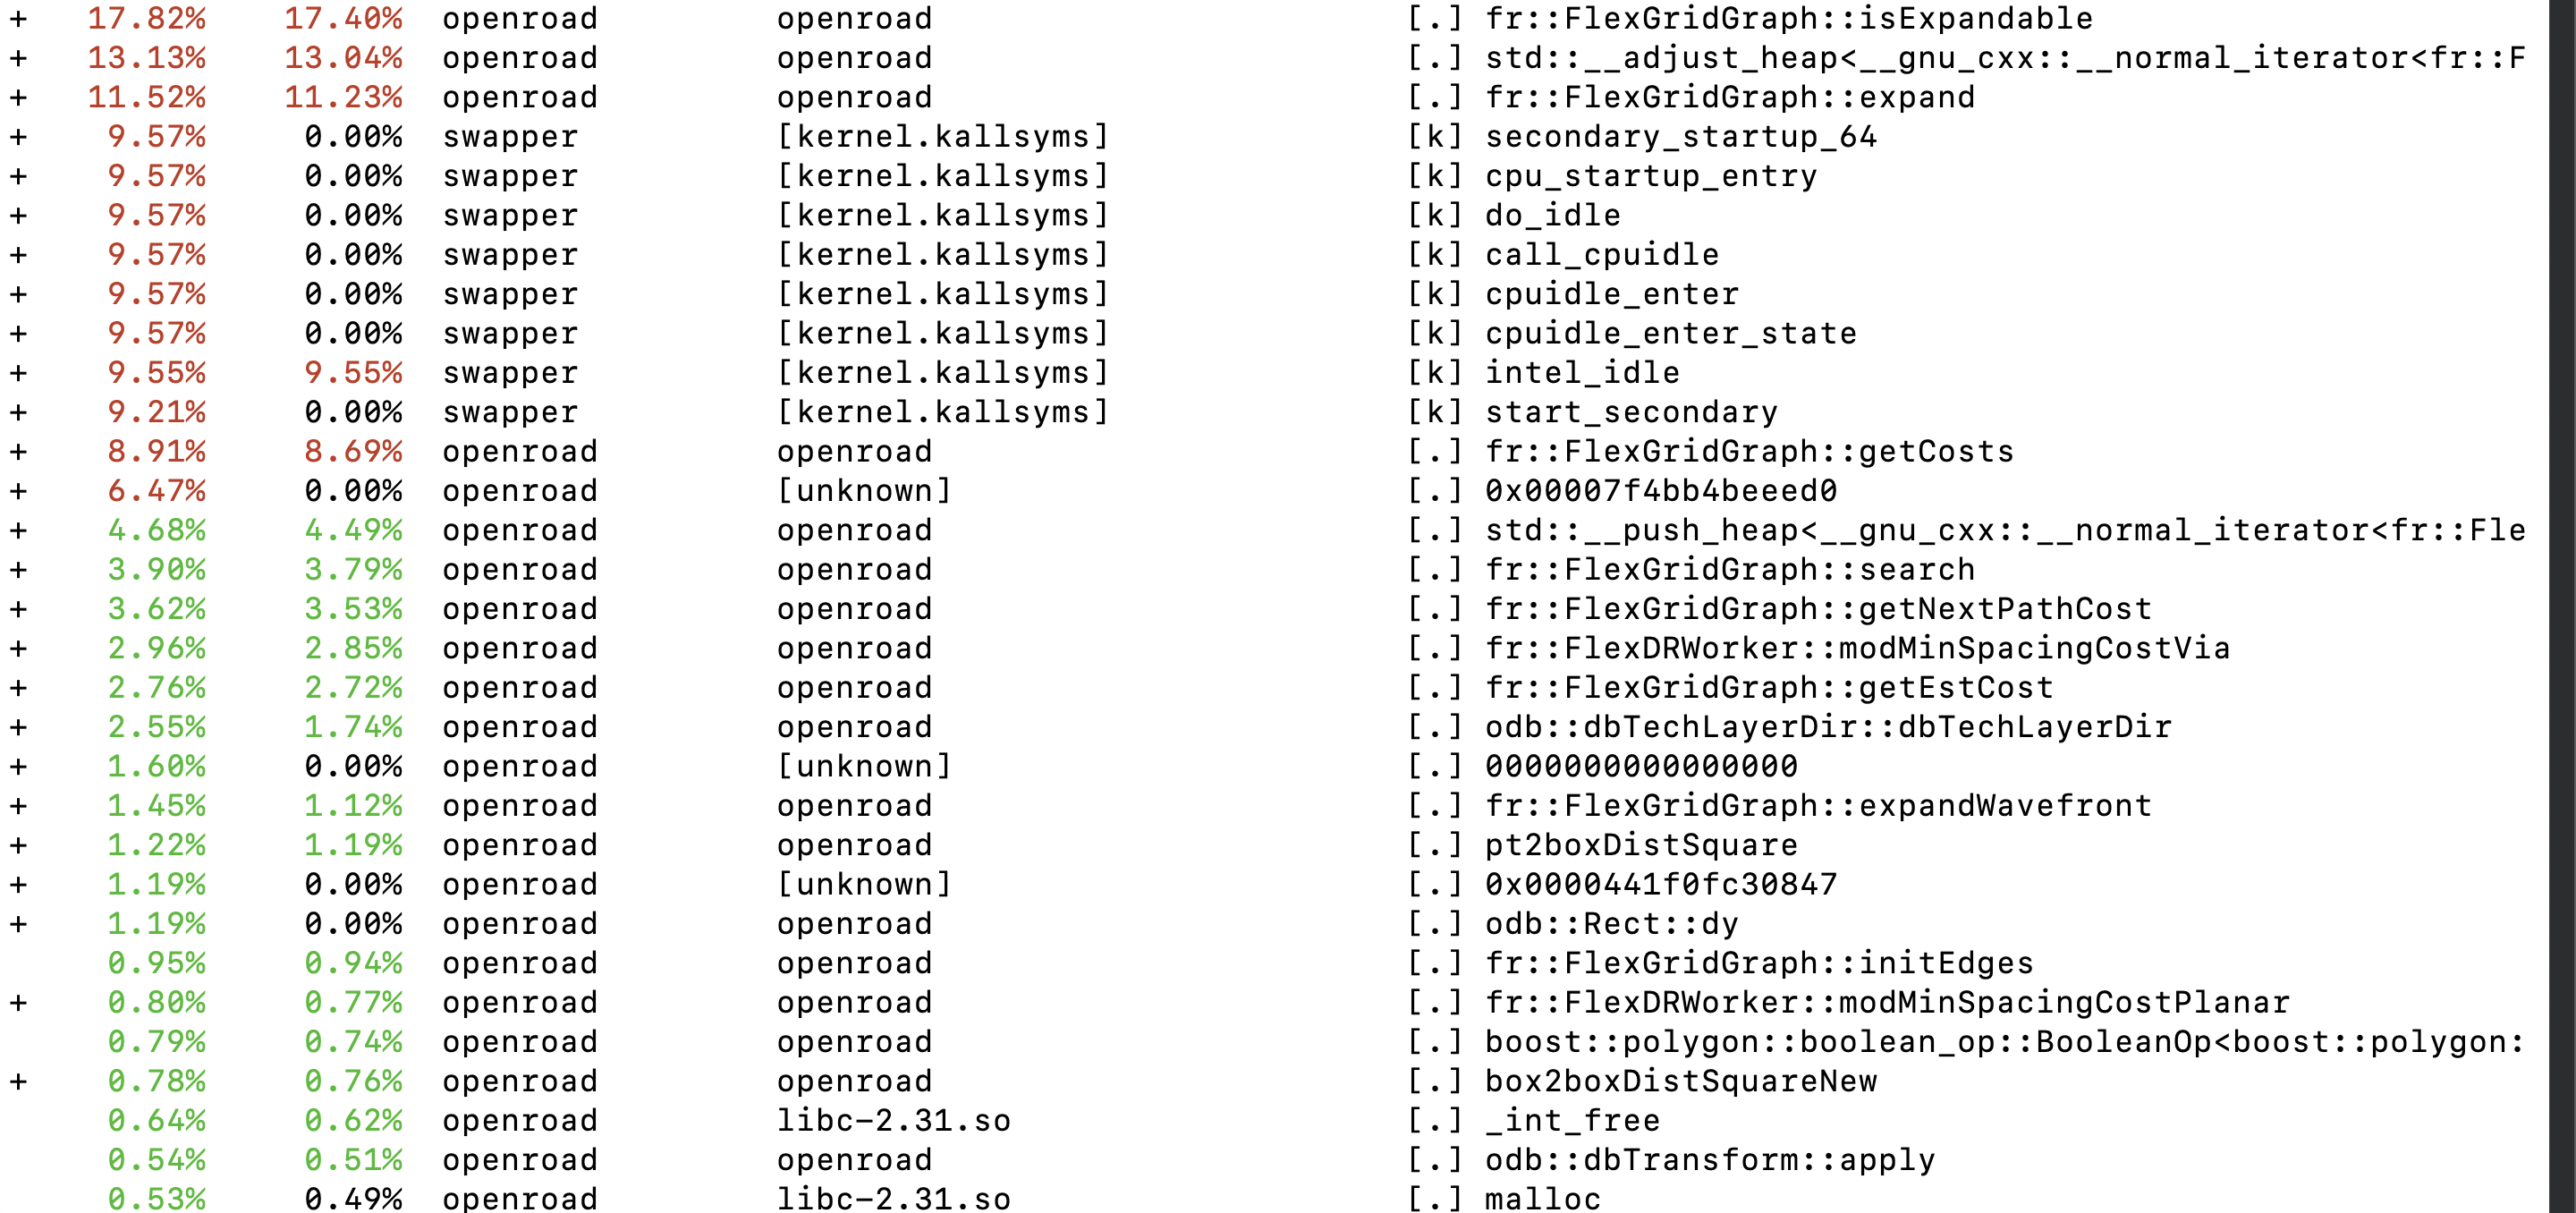 + 17.82% 17.40% openroad openroad [.] fr::FlexGridGraph::isExpandable
+ 13.13% 13.04% openroad openroad [.] std::__adjust_heap<__gnu_cxx::__normal_iterator<fr::F
+ 11.52% 11.23% openroad openroad [.] fr::FlexGridGraph::expand
+ 9.57% 0.00% swapper [kernel.kallsyms] [k] secondary_startup_64
+ 9.57% 0.00% swapper [kernel.kallsyms] [k] cpu_startup_entry
+ 9.57% 0.00% swapper [kernel.kallsyms] [k] do_idle
+ 9.57% 0.00% swapper [kernel.kallsyms] [k] call_cpuidle
+ 9.57% 0.00% swapper [kernel.kallsyms] [k] cpuidle_enter
+ 9.57% 0.00% swapper [kernel.kallsyms] [k] cpuidle_enter_state
+ 9.55% 9.55% swapper [kernel.kallsyms] [k] intel_idle
+ 9.21% 0.00% swapper [kernel.kallsyms] [k] start_secondary
+ 8.91% 8.69% openroad openroad [.] fr::FlexGridGraph::getCosts
+ 6.47% 0.00% openroad [unknown] [.] 0x00007f4bb4beeed0
+ 4.68% 4.49% openroad openroad [.] std::__push_heap<__gnu_cxx::__normal_iterator<fr::Fle
+ 3.90% 3.79% openroad openroad [.] fr::FlexGridGraph::search
+ 3.62% 3.53% openroad openroad [.] fr::FlexGridGraph::getNextPathCost
+ 2.96% 2.85% openroad openroad [.] fr::FlexDRWorker::modMinSpacingCostVia
+ 2.76% 2.72% openroad openroad [.] fr::FlexGridGraph::getEstCost
+ 2.55% 1.74% openroad openroad [.] odb::dbTechLayerDir::dbTechLayerDir
+ 1.60% 0.00% openroad [unknown] [.] 0000000000000000
+ 1.45% 1.12% openroad openroad [.] fr::FlexGridGraph::expandWavefront
+ 1.22% 1.19% openroad openroad [.] pt2boxDistSquare
+ 1.19% 0.00% openroad [unknown] [.] 0x0000441f0fc30847
+ 1.19% 0.00% openroad openroad [.] odb::Rect::dy
0.95% 0.94% openroad openroad [.] fr::FlexGridGraph::initEdges
+ 0.80% 0.77% openroad openroad [.] fr::FlexDRWorker::modMinSpacingCostPlanar
0.79% 0.74% openroad openroad [.] boost::polygon::boolean_op::BooleanOp<boost::polygon:
+ 0.78% 0.76% openroad openroad [.] box2boxDistSquareNew
0.64% 0.62% openroad libc-2.31.so [.] _int_free
0.54% 0.51% openroad openroad [.] odb::dbTransform::apply
0.53% 0.49% openroad libc-2.31.so [.] malloc